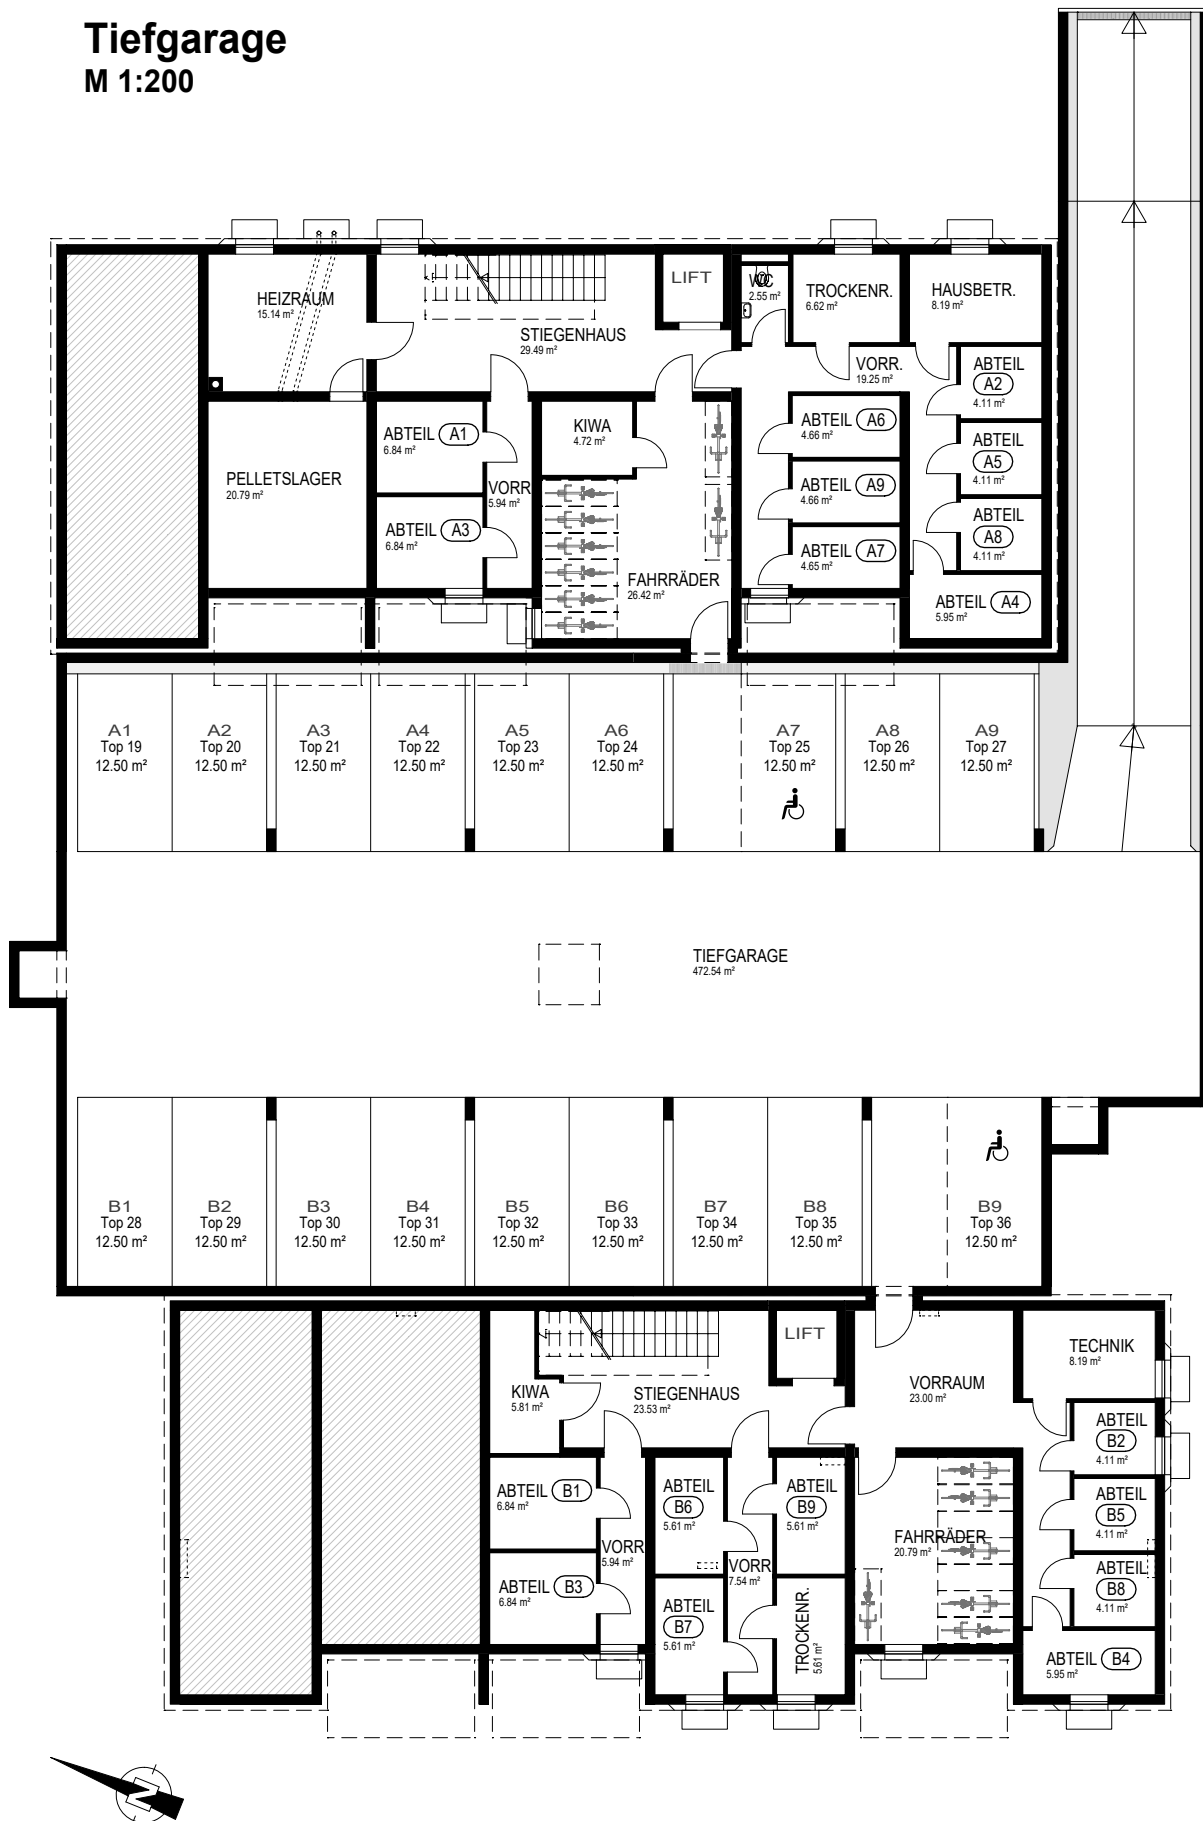 Tiefgarage
M 1:200
HEIZRAUM
15.14 m²
STIEGENHAUS
29.49 m²
LIFT
WC
2.55 m²
TROCKENR.
6.62 m²
HAUSBETR.
8.19 m²
VORR.
19.25 m²
ABTEIL
A2
4.11 m²
PELLETSLAGER
20.79 m²
ABTEIL A1
6.84 m²
VORR
5.94 m²
ABTEIL A3
6.84 m²
KIWA
4.72 m²
FAHRRÄDER
26.42 m²
ABTEIL A6
4.66 m²
ABTEIL A9
4.66 m²
ABTEIL A7
4.65 m²
ABTEIL
A5
4.11 m²
ABTEIL
A8
4.11 m²
ABTEIL A4
5.95 m²
A1
Top 19
12.50 m²
A2
Top 20
12.50 m²
A3
Top 21
12.50 m²
A4
Top 22
12.50 m²
A5
Top 23
12.50 m²
A6
Top 24
12.50 m²
A7
Top 25
12.50 m²
A8
Top 26
12.50 m²
A9
Top 27
12.50 m²
TIEFGARAGE
472.54 m²
B1
Top 28
12.50 m²
B2
Top 29
12.50 m²
B3
Top 30
12.50 m²
B4
Top 31
12.50 m²
B5
Top 32
12.50 m²
B6
Top 33
12.50 m²
B7
Top 34
12.50 m²
B8
Top 35
12.50 m²
B9
Top 36
12.50 m²
KIWA
5.81 m²
STIEGENHAUS
23.53 m²
LIFT
VORRAUM
23.00 m²
TECHNIK
8.19 m²
ABTEIL
B2
4.11 m²
ABTEIL B1
6.84 m²
VORR
5.94 m²
ABTEIL B3
6.84 m²
ABTEIL
B6
5.61 m²
ABTEIL
B9
5.61 m²
VORR
7.54 m²
ABTEIL
B7
5.61 m²
TROCKENR.
5.61 m²
FAHRRÄDER
20.79 m²
ABTEIL
B5
4.11 m²
ABTEIL
B8
4.11 m²
ABTEIL B4
5.95 m²
N